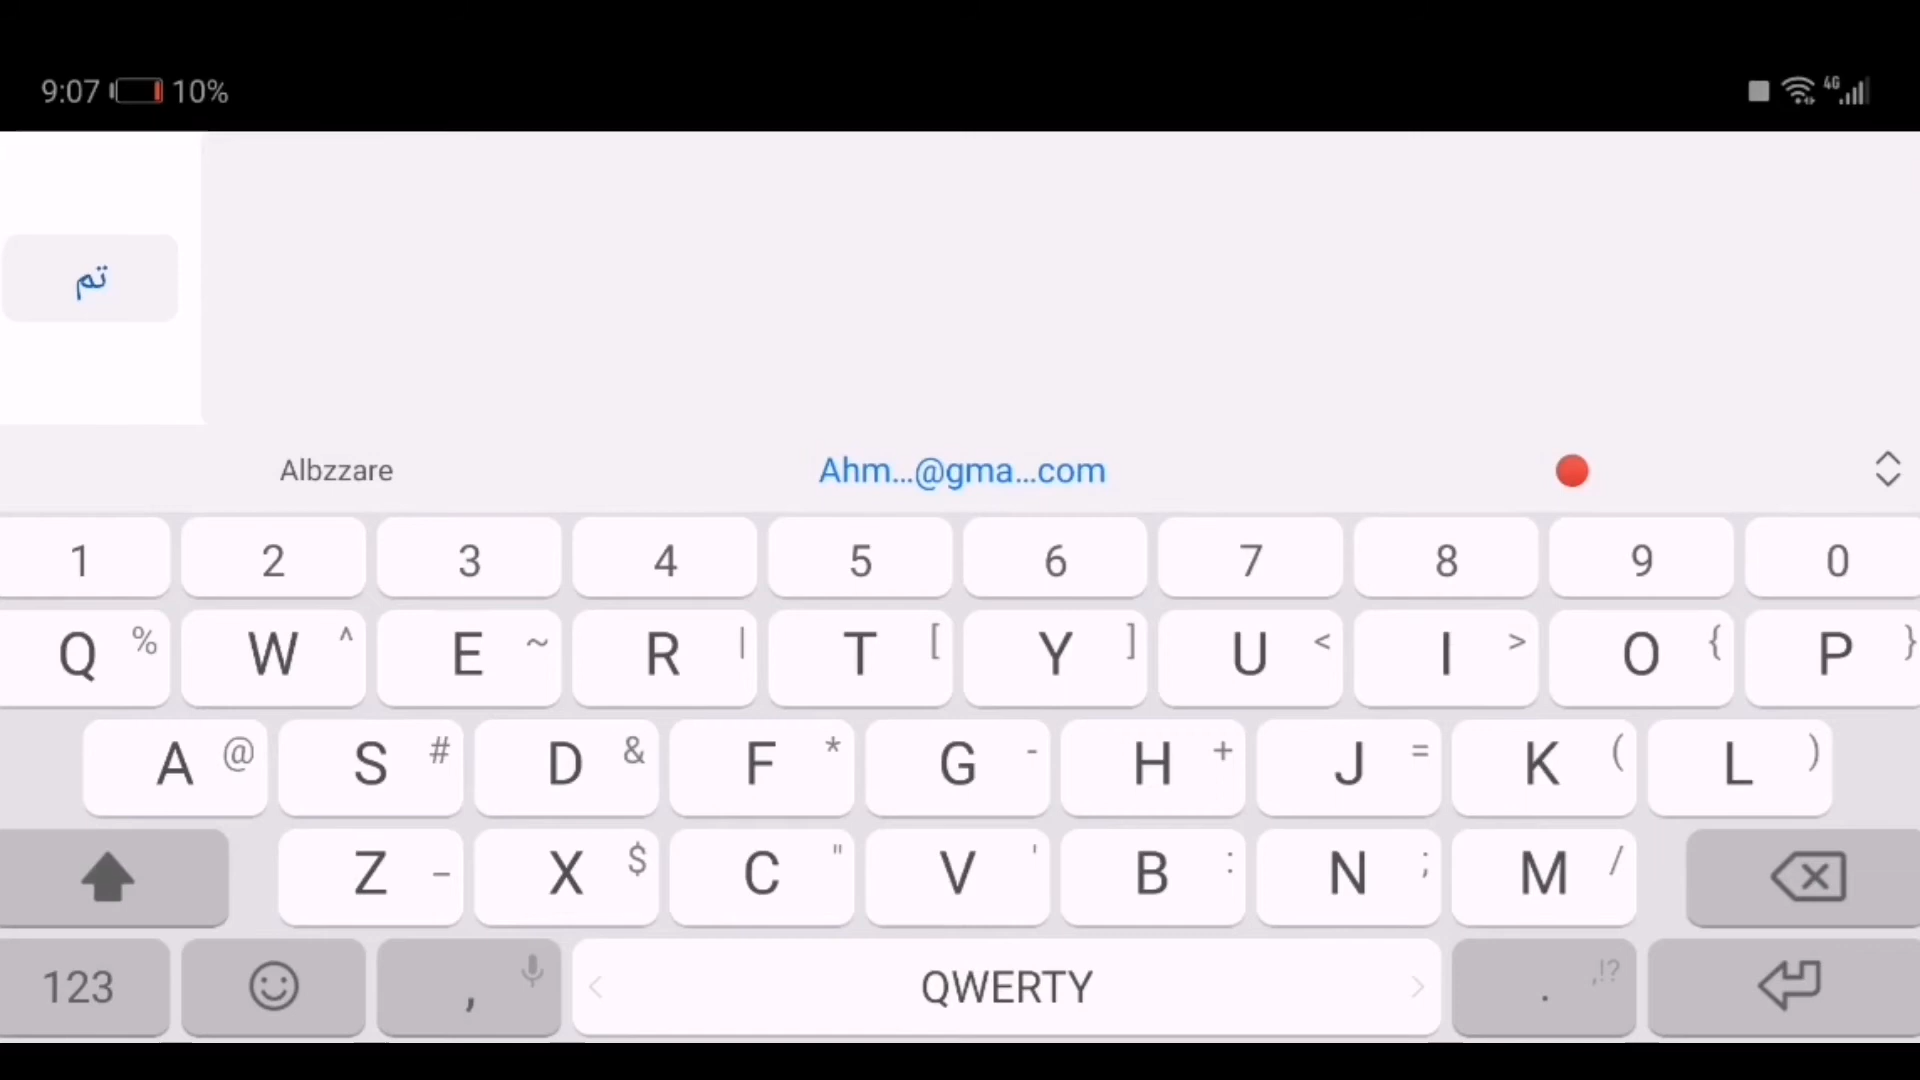 9:07 10% 4G
تم
Albzzare Ahm...@gma...com
1 2 3 4 5 6 7 8 9 0
Q % W ^ E ~ R | T [ Y ] U < I > O { P }
A @ S # D & F * G - H + J = K ( L )
Z _ X $ C " V ' B : N ; M /
123 , < QWERTY > . ,!?